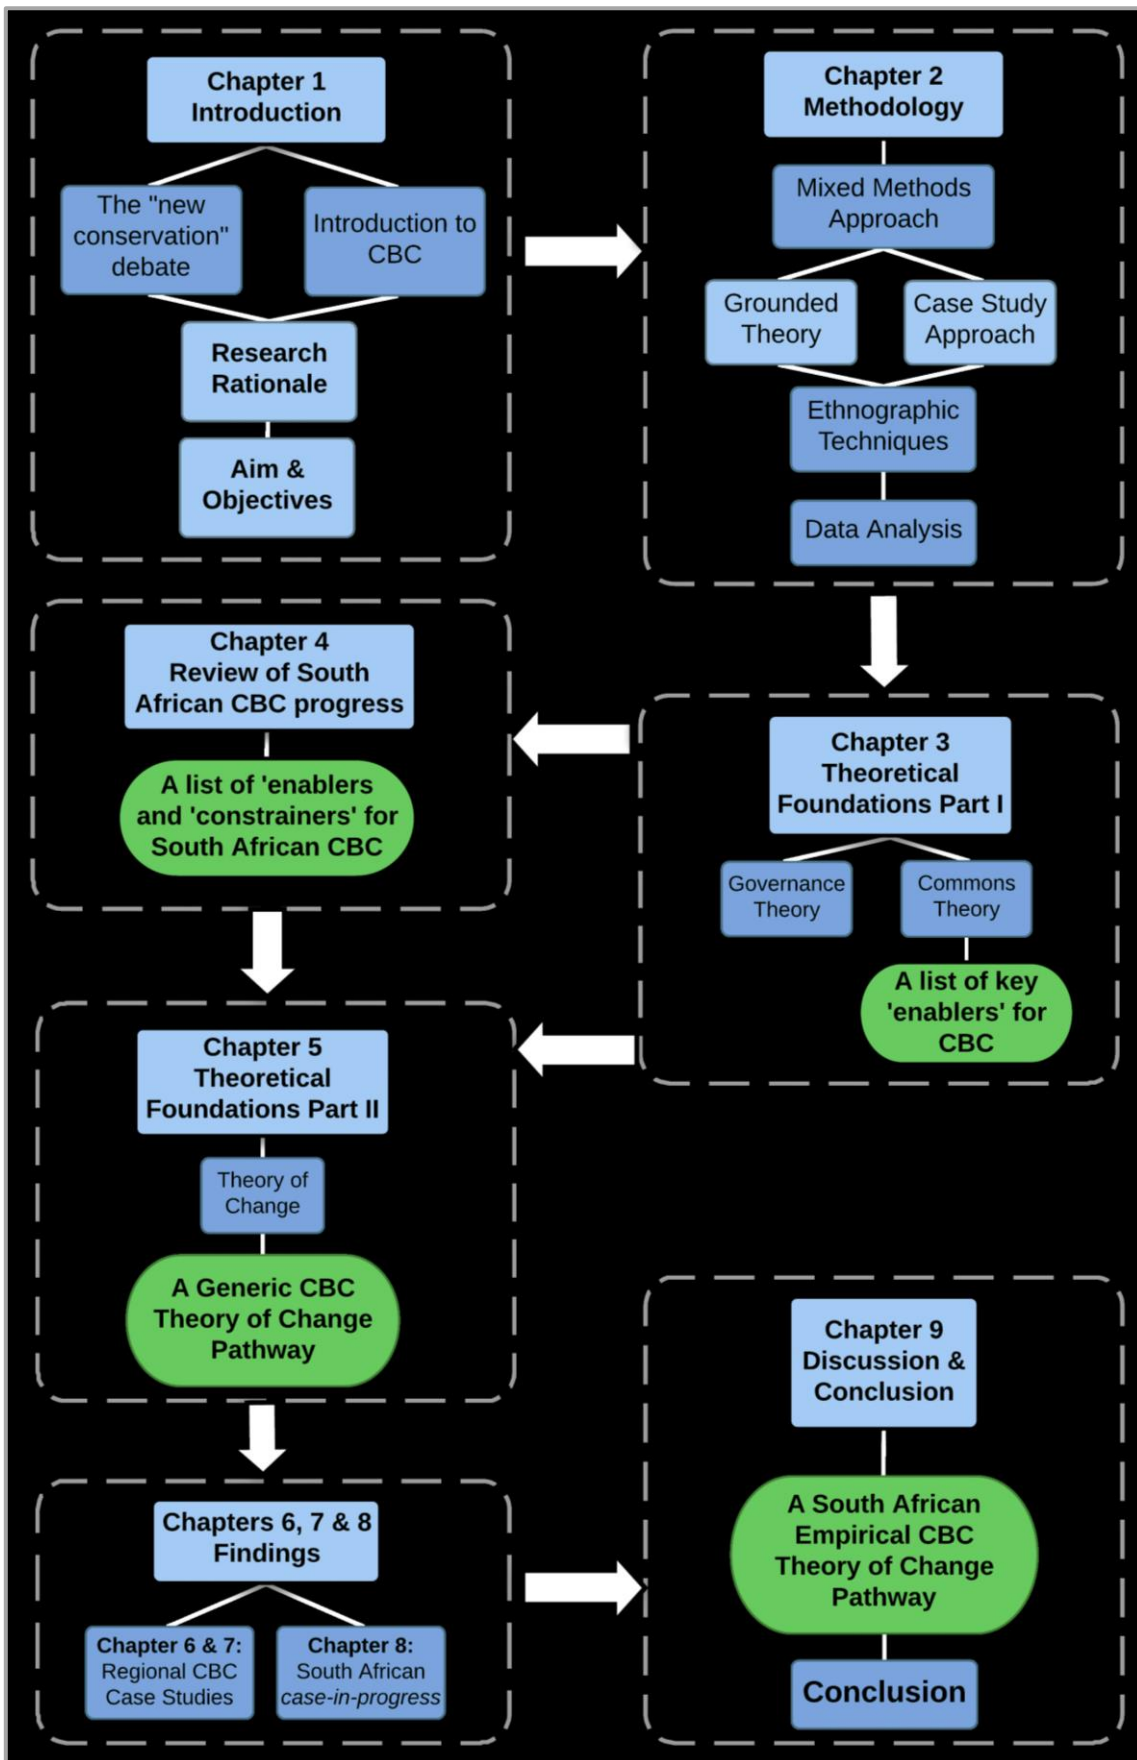 Chapter 1
Introduction
The "new
conservation"
debate
Introduction to
CBC
Research
Rationale
Aim &
Objectives
Chapter 2
Methodology
Mixed Methods
Approach
Grounded
Theory
Case Study
Approach
Ethnographic
Techniques
Data Analysis
Chapter 3
Theoretical
Foundations Part I
Governance
Theory
Commons
Theory
A list of key
'enablers' for
CBC
Chapter 4
Review of South
African CBC progress
A list of 'enablers
and 'constrainers' for
South African CBC
Chapter 5
Theoretical
Foundations Part II
Theory of
Change
A Generic CBC
Theory of Change
Pathway
Chapters 6, 7 & 8
Findings
Chapter 6 & 7:
Regional CBC
Case Studies
Chapter 8:
South African
case-in-progress
Chapter 9
Discussion &
Conclusion
A South African
Empirical CBC
Theory of Change
Pathway
Conclusion